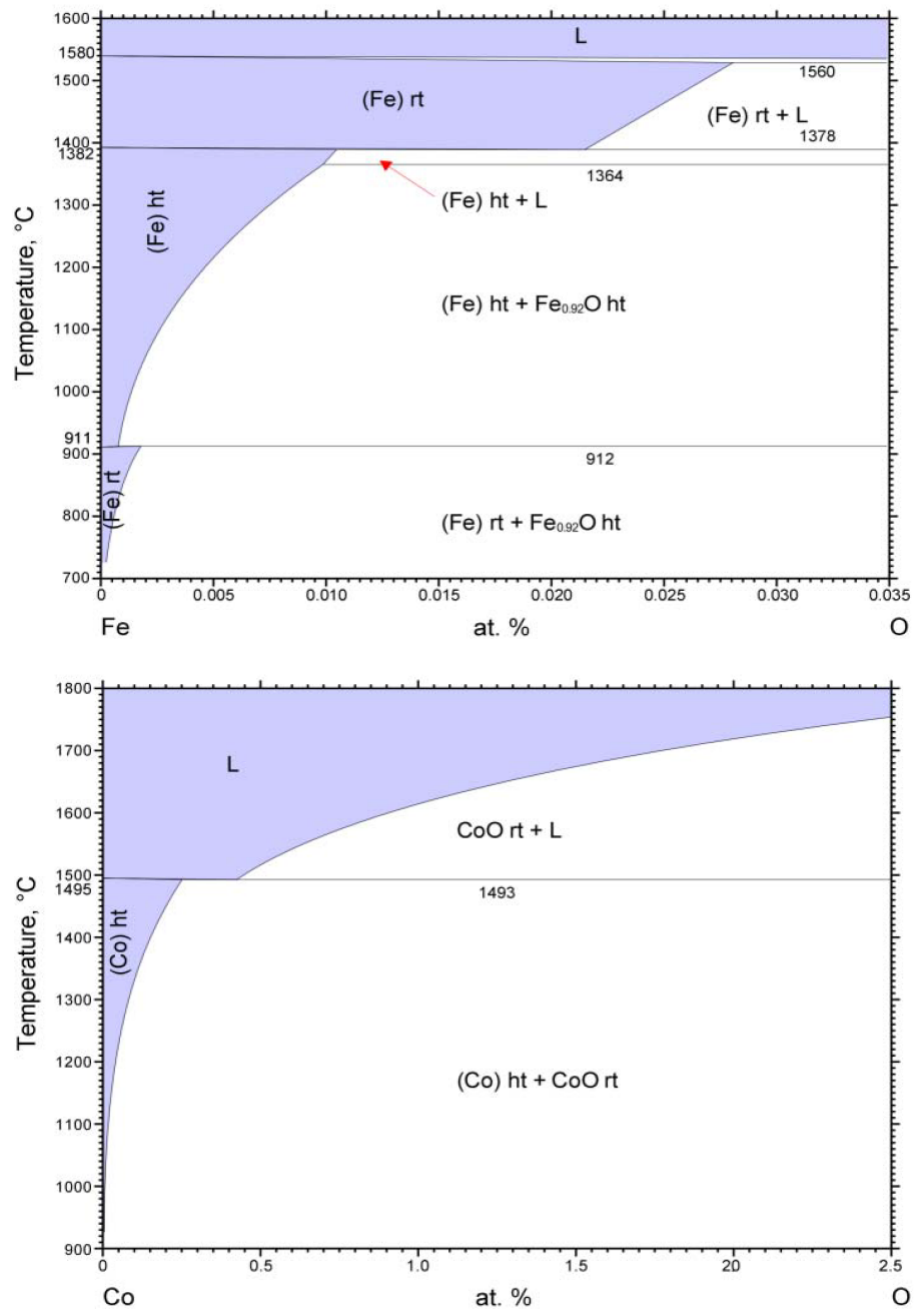 1600
1580
L
1500
1560
(Fe) rt
(Fe) rt + L
1400
1378
1382
1364
(Fe) ht + L
1300
(Fe) ht
Temperature, °C
1200
(Fe) ht + Fe0.92O ht
1100
1000
911
900
912
(Fe) rt
800
(Fe) rt + Fe0.92O ht
700
0 0.005 0.010 0.015 0.020 0.025 0.030 0.035
Fe at. % O
1800
1700
L
1600
CoO rt + L
1500
1495
1493
1400
(Co) ht
1300
Temperature, °C
1200
(Co) ht + CoO rt
1100
1000
900
0 0.5 1.0 1.5 20 2.5
Co at. % O